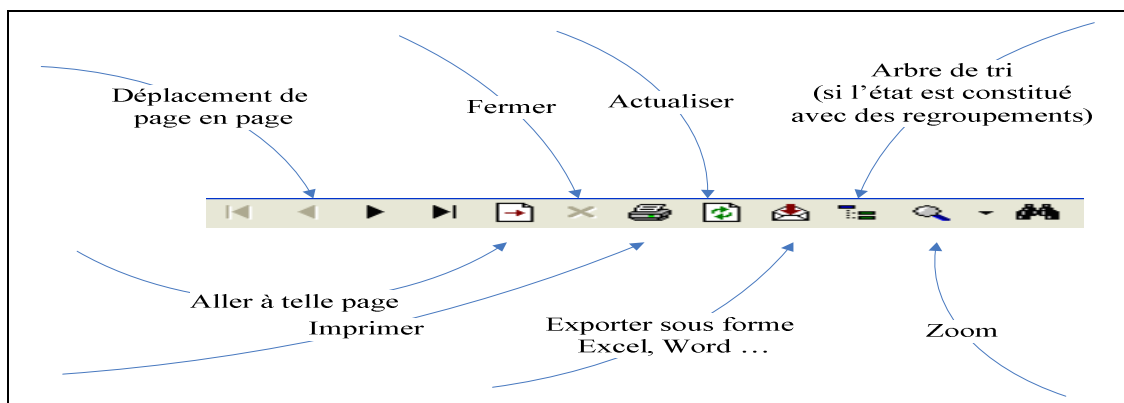 Déplacement de
page en page
Fermer
Actualiser
Arbre de tri
(si l'état est constitué
avec des regroupements)
Aller à telle page
Imprimer
Exporter sous forme
Excel, Word …
Zoom